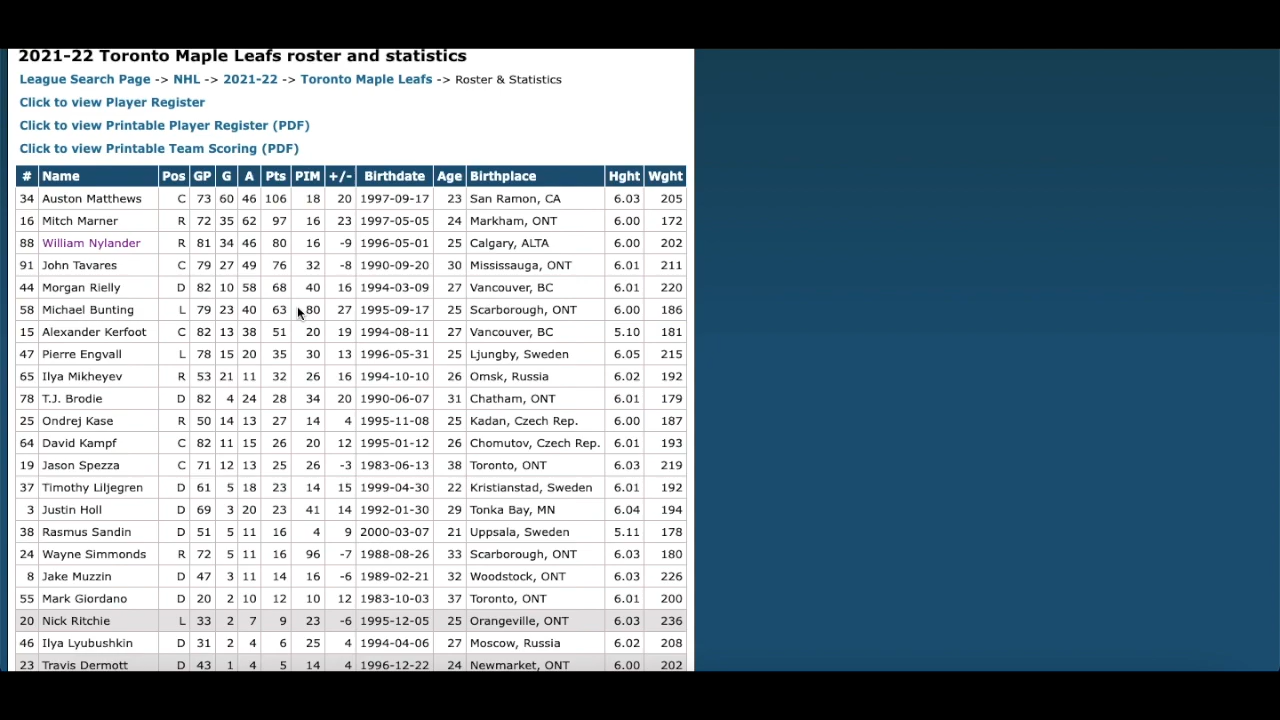 2021-22 Toronto Maple Leafs roster and statistics
League Search Page -> NHL -> 2021-22 -> Toronto Maple Leafs -> Roster & Statistics
Click to view Player Register
Click to view Printable Player Register (PDF)
Click to view Printable Team Scoring (PDF)
# Name Pos GP G A Pts PIM +/- Birthdate Age Birthplace Hght Wght
34 Auston Matthews C 73 60 46 106 18 20 1997-09-17 23 San Ramon, CA 6.03 205
16 Mitch Marner R 72 35 62 97 16 23 1997-05-05 24 Markham, ONT 6.00 172
88 William Nylander R 81 34 46 80 16 -9 1996-05-01 25 Calgary, ALTA 6.00 202
91 John Tavares C 79 27 49 76 32 -8 1990-09-20 30 Mississauga, ONT 6.01 211
44 Morgan Rielly D 82 10 58 68 40 16 1994-03-09 27 Vancouver, BC 6.01 220
58 Michael Bunting L 79 23 40 63 80 27 1995-09-17 25 Scarborough, ONT 6.00 186
15 Alexander Kerfoot C 82 13 38 51 20 19 1994-08-11 27 Vancouver, BC 5.10 181
47 Pierre Engvall L 78 15 20 35 30 13 1996-05-31 25 Ljungby, Sweden 6.05 215
65 Ilya Mikheyev R 53 21 11 32 26 16 1994-10-10 26 Omsk, Russia 6.02 192
78 T.J. Brodie D 82 4 24 28 34 20 1990-06-07 31 Chatham, ONT 6.01 179
25 Ondrej Kase R 50 14 13 27 14 4 1995-11-08 25 Kadan, Czech Rep. 6.00 187
64 David Kampf C 82 11 15 26 20 12 1995-01-12 26 Chomutov, Czech Rep. 6.01 193
19 Jason Spezza C 71 12 13 25 26 -3 1983-06-13 38 Toronto, ONT 6.03 219
37 Timothy Liljegren D 61 5 18 23 14 15 1999-04-30 22 Kristianstad, Sweden 6.01 192
3 Justin Holl D 69 3 20 23 41 14 1992-01-30 29 Tonka Bay, MN 6.04 194
38 Rasmus Sandin D 51 5 11 16 4 9 2000-03-07 21 Uppsala, Sweden 5.11 178
24 Wayne Simmonds R 72 5 11 16 96 -7 1988-08-26 33 Scarborough, ONT 6.03 180
8 Jake Muzzin D 47 3 11 14 16 -6 1989-02-21 32 Woodstock, ONT 6.03 226
55 Mark Giordano D 20 2 10 12 10 12 1983-10-03 37 Toronto, ONT 6.01 200
20 Nick Ritchie L 33 2 7 9 23 -6 1995-12-05 25 Orangeville, ONT 6.03 236
46 Ilya Lyubushkin D 31 2 4 6 25 4 1994-04-06 27 Moscow, Russia 6.02 208
23 Travis Dermott D 43 1 4 5 14 4 1996-12-22 24 Newmarket, ONT 6.00 202